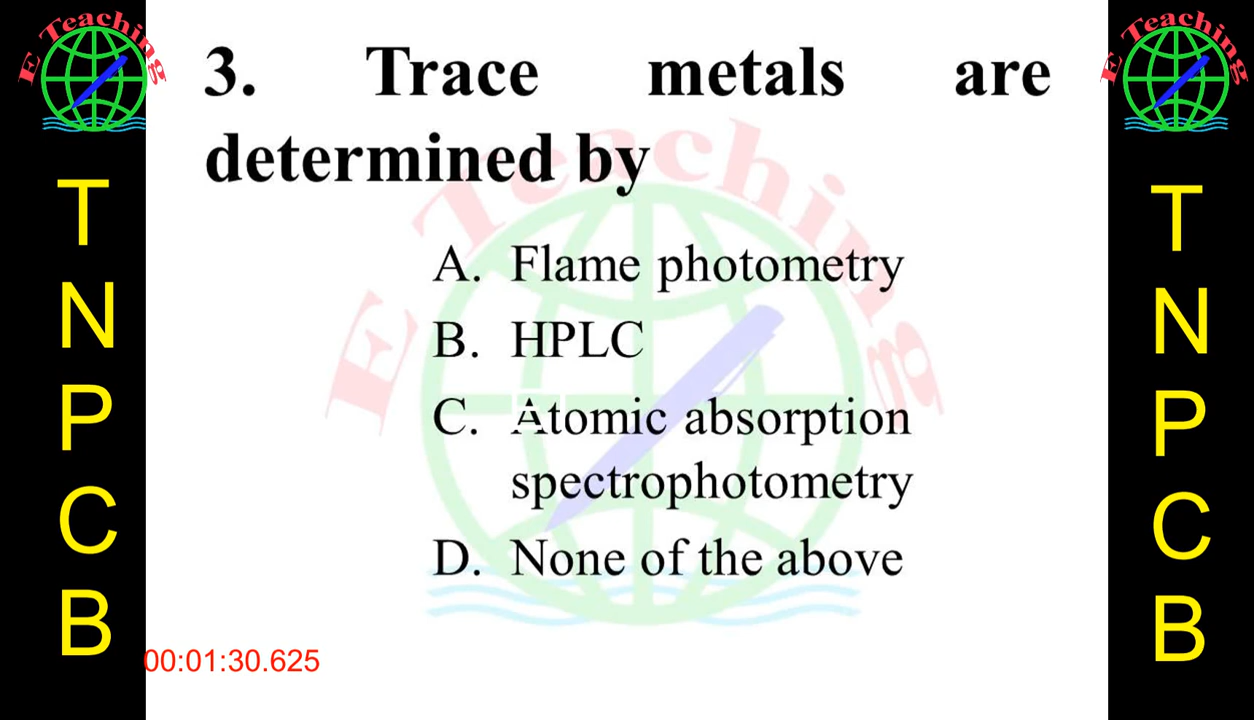 E Teaching
E Teaching
3. Trace metals are
determined by
E Teaching
A. Flame photometry
B. HPLC
C. Atomic absorption
spectrophotometry
D. None of the above
T
N
P
C
B
T
N
P
C
B
00:01:30.625